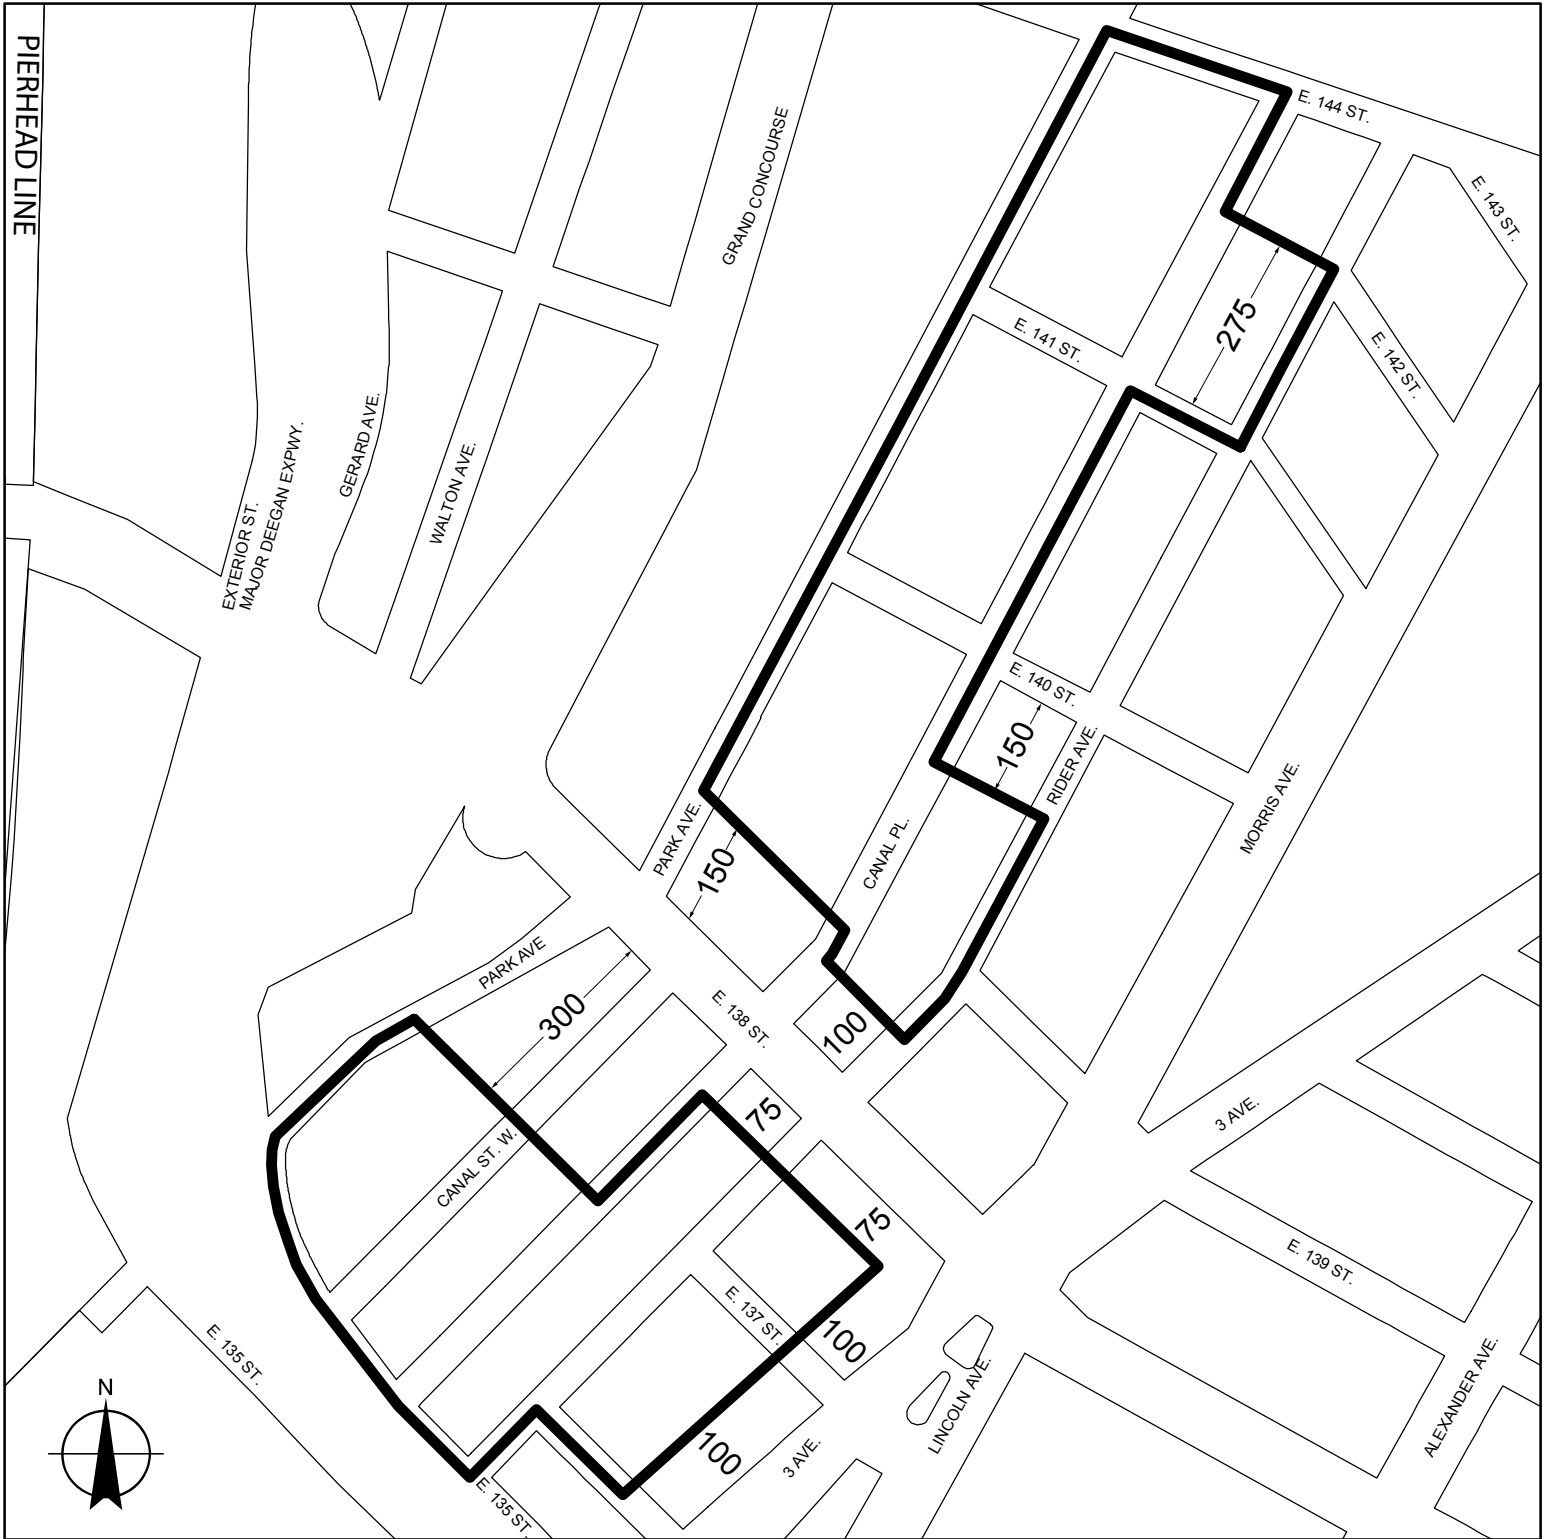 PIERHEAD LINE
E. 144 ST.
GRAND CONCOURSE
E. 143 ST.
275
E. 141 ST.
E. 142 ST.
GERARD AVE.
WALTON AVE.
EXTERIOR ST.
MAJOR DEEGAN EXPWY.
E. 140 ST.
150
RIDER AVE.
MORRIS AVE.
PARK AVE.
150
CANAL PL.
PARK AVE
300
E. 138 ST.
100
75
3 AVE.
CANAL ST. W.
75
E. 139 ST.
E. 137 ST.
100
E. 135 ST.
LINCOLN AVE.
ALEXANDER AVE.
N
100
3 AVE.
E. 135 ST.